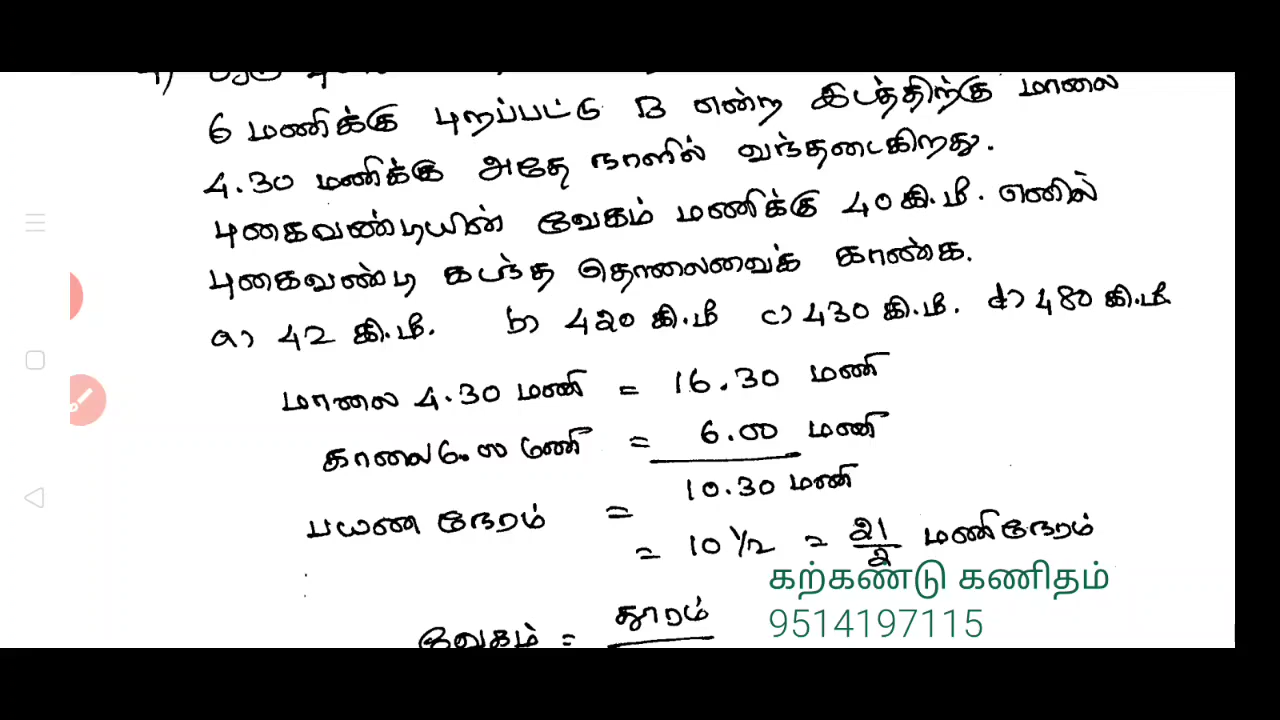 6 மணிக்கு புறப்பட்டு B என்ற இடத்திற்கு மாலை
4.30 மணிக்கு அதே நாளில் வந்தடைகிறது.
புகைவண்டியின் வேகம் மணிக்கு 40 கி.மீ. எனில்
புகைவண்டி கடந்த தொலைவைக் காண்க.
a) 42 கி.மீ. b) 420 கி.மீ c) 430 கி.மீ. d) 480 கி.மீ.
மாலை 4.30 மணி = 16.30 மணி
காலை 6.00 மணி = 6.00 மணி
பயண நேரம் = 10.30 மணி
= 10 1/2 = 21/2 மணிநேரம்
கற்கண்டு கணிதம்
9514197115
வேகம் = தூரம்